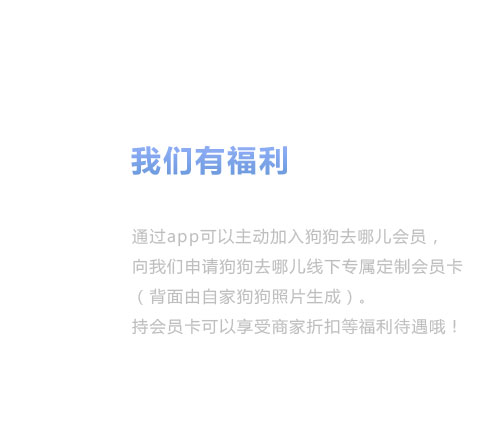 我们有福利
通过app可以主动加入狗狗去哪儿会员，
向我们申请狗狗去哪儿线下专属定制会员卡
（背面由自家狗狗照片生成）。
持会员卡可以享受商家折扣等福利待遇哦！